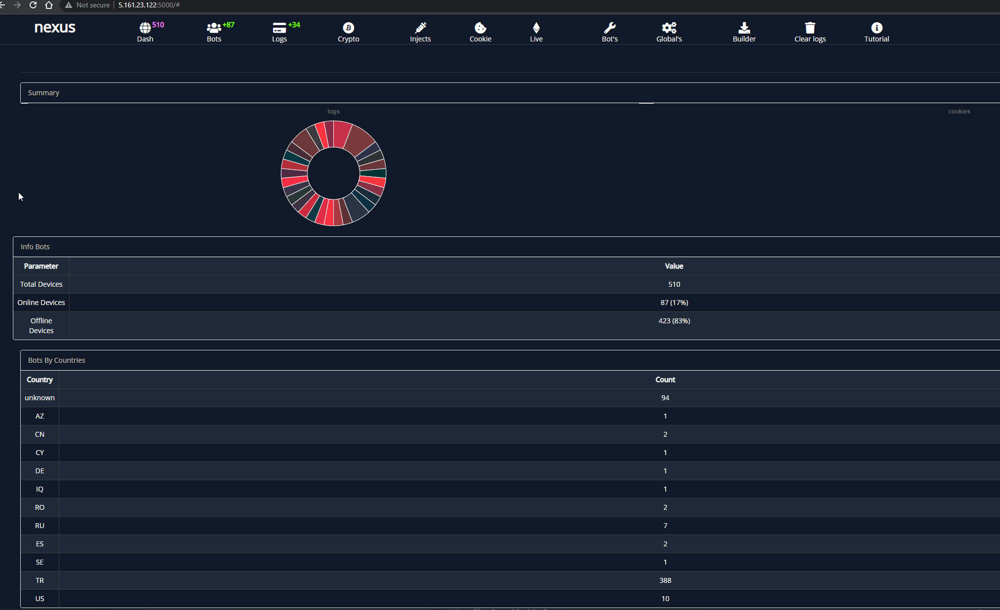 Not secure 5.161.23.122:5000/#
nexus
510 +87 +34
Dash Bots Logs Crypto Injects Cookie Live Bot's Global's Builder Clear logs Tutorial
Summary
logs cookies
Info Bots
Parameter Value
Total Devices 510
Online Devices 87 (17%)
Offline 423 (83%)
Devices
Bots By Countries
Country Count
unknown 94
AZ 1
CN 2
CY 1
DE 1
IQ 1
RO 2
RU 7
ES 2
SE 1
TR 388
US 10